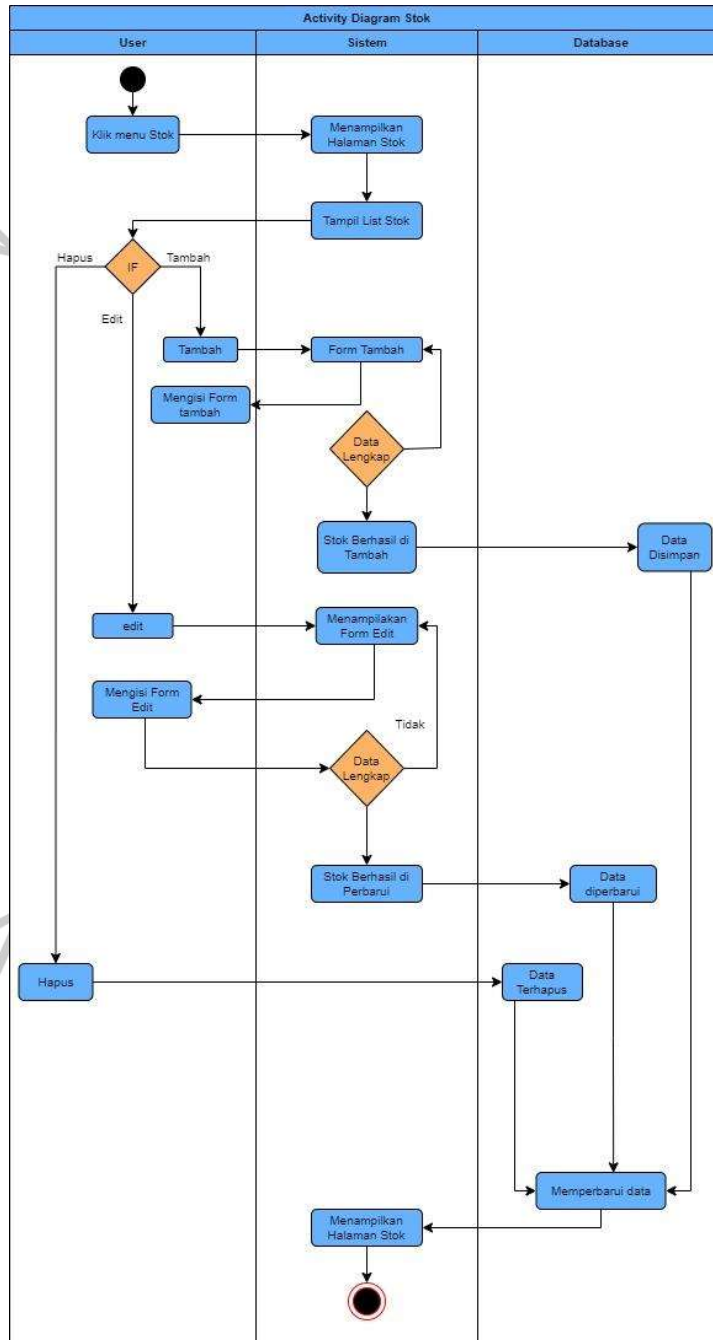 Activity Diagram Stok
User
Sistem
Database
Klik menu Stok
Menampilkan
Halaman Stok
Tampil List Stok
Hapus
IF
Tambah
Edit
Tambah
Form Tambah
Mengisi Form
tambah
Data
Lengkap
Stok Berhasil di
Tambah
Data
Disimpan
edit
Menampilakan
Form Edit
Mengisi Form
Edit
Tidak
Data
Lengkap
Stok Berhasil di
Perbarui
Data
diperbarui
Hapus
Data
Terhapus
Memperbarui data
Menampilkan
Halaman Stok